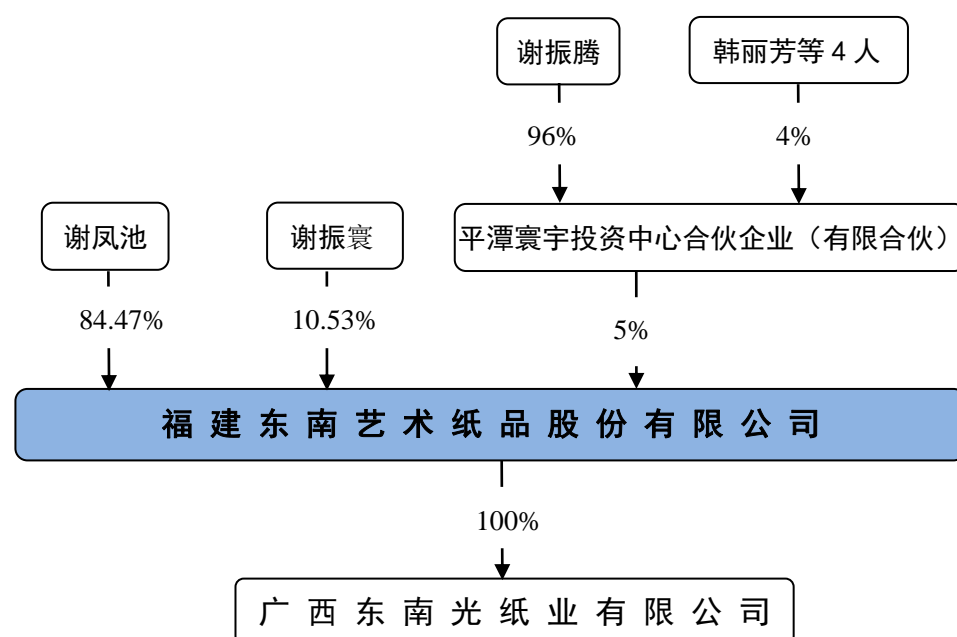 谢振腾
韩丽芳等 4 人
96%
4%
谢凤池
谢振寰
平潭寰宇投资中心合伙企业（有限合伙）
84.47%
10.53%
5%
福建东南艺术纸品股份有限公司
100%
广西东南光纸业有限公司